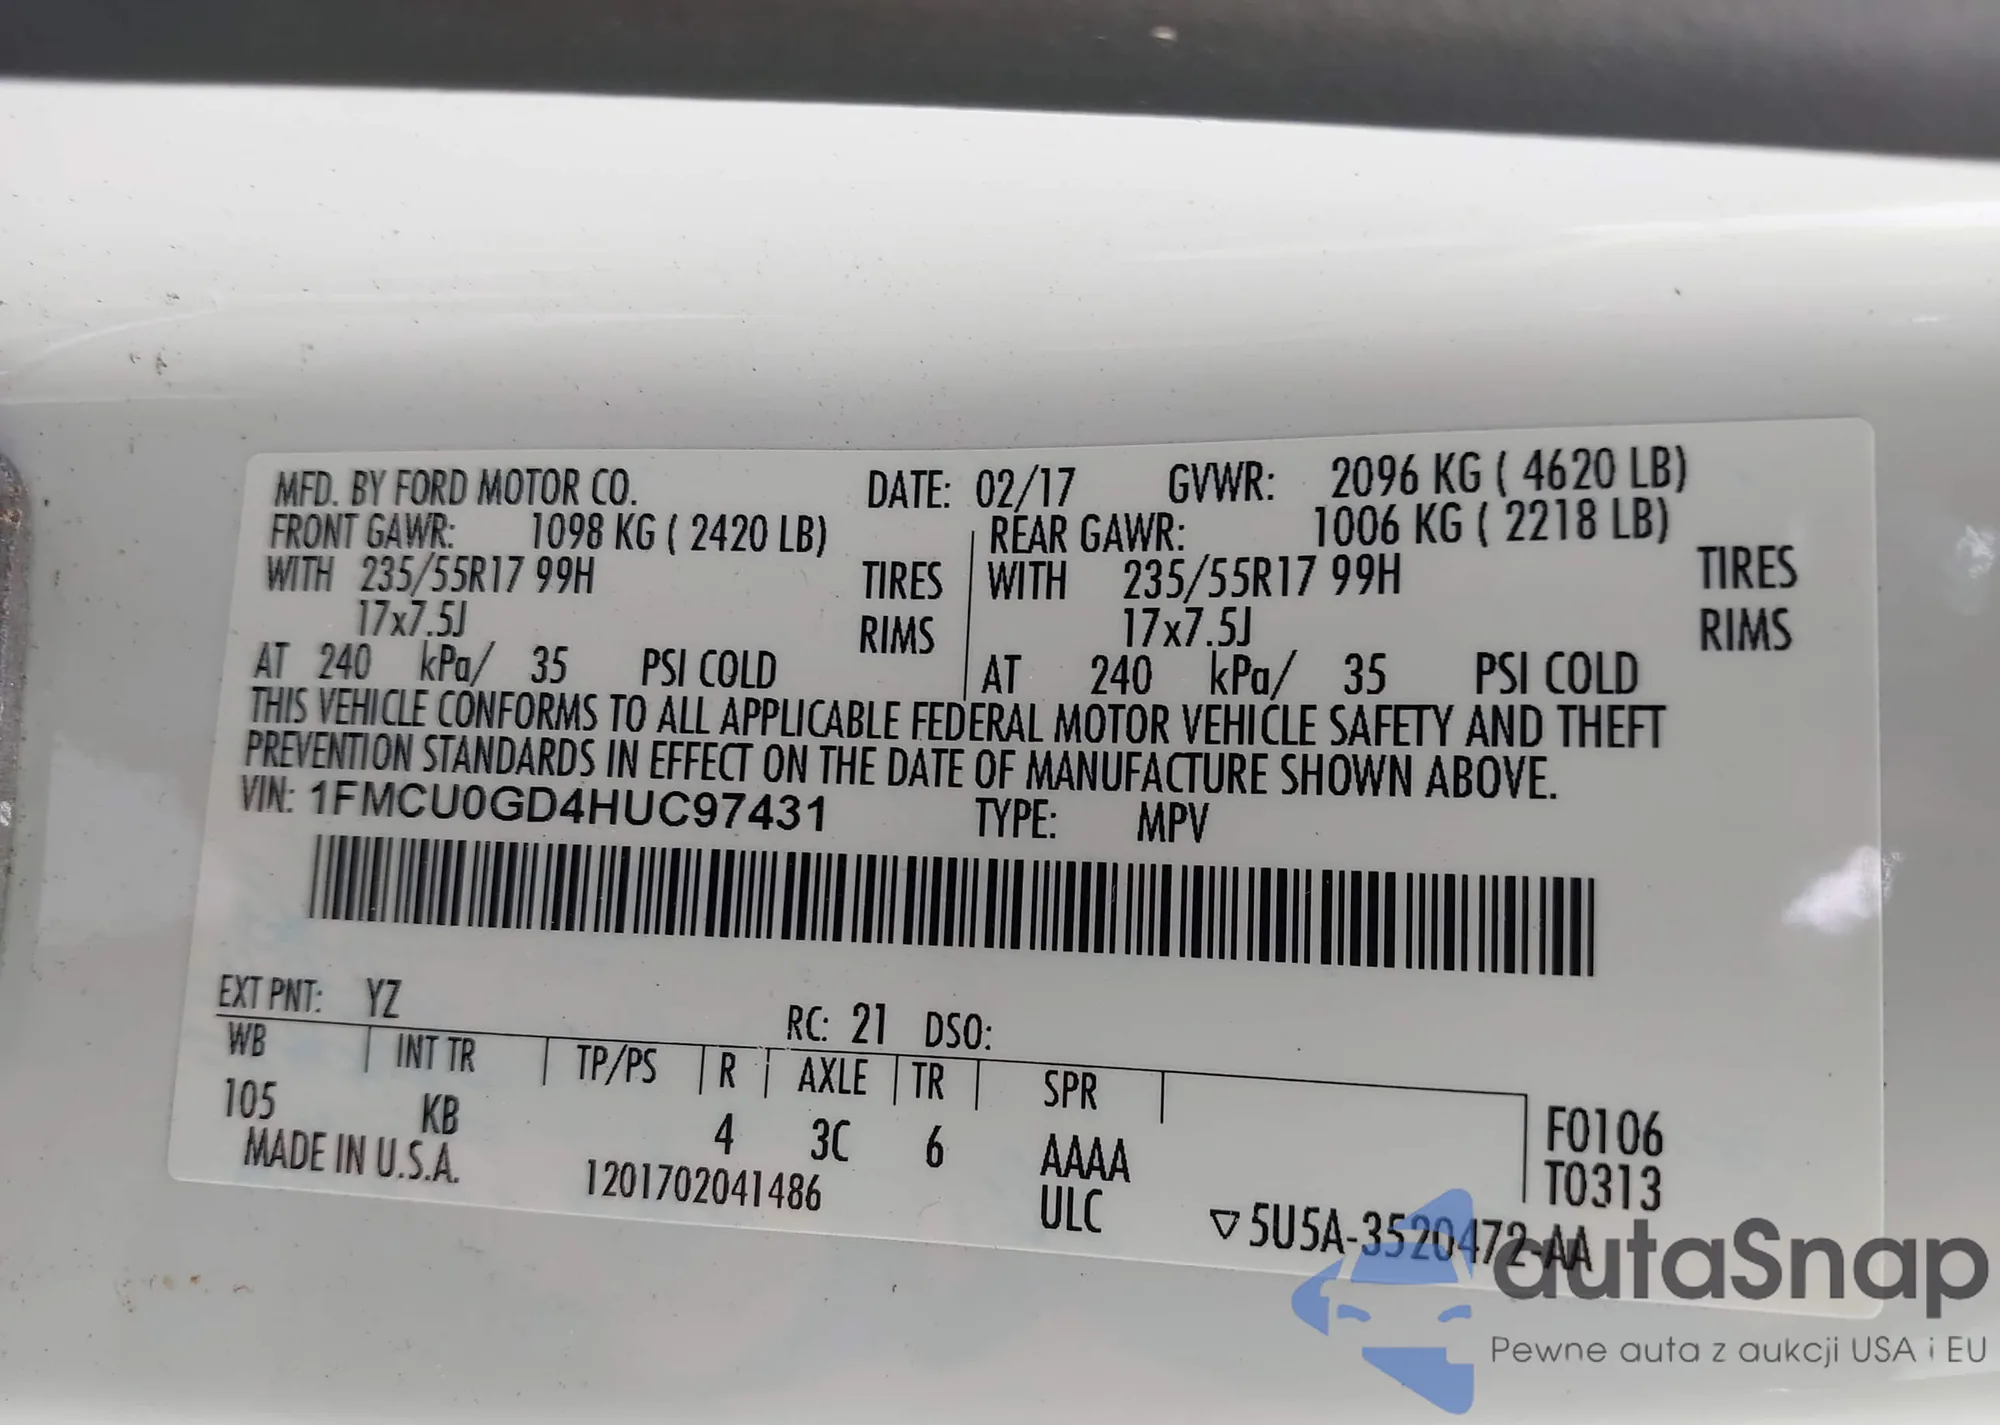 MFD. BY FORD MOTOR CO. DATE: 02/17 GVWR: 2096 KG ( 4620 LB)
FRONT GAWR: 1098 KG ( 2420 LB) REAR GAWR: 1006 KG ( 2218 LB)
WITH 235/55R17 99H TIRES WITH 235/55R17 99H TIRES
17x7.5J RIMS 17x7.5J RIMS
AT 240 kPa/ 35 PSI COLD AT 240 kPa/ 35 PSI COLD
THIS VEHICLE CONFORMS TO ALL APPLICABLE FEDERAL MOTOR VEHICLE SAFETY AND THEFT
PREVENTION STANDARDS IN EFFECT ON THE DATE OF MANUFACTURE SHOWN ABOVE.
VIN: 1FMCU0GD4HUC97431 TYPE: MPV
EXT PNT: YZ RC: 21 DSO:
WB INT TR TP/PS R AXLE TR SPR
105 KB 4 3C 6 AAAA F0106
MADE IN U.S.A. 1201702041486 ULC T0313
▽5U5A-3520472-AA
autaSnap
Pewne auta z aukcji USA i EU